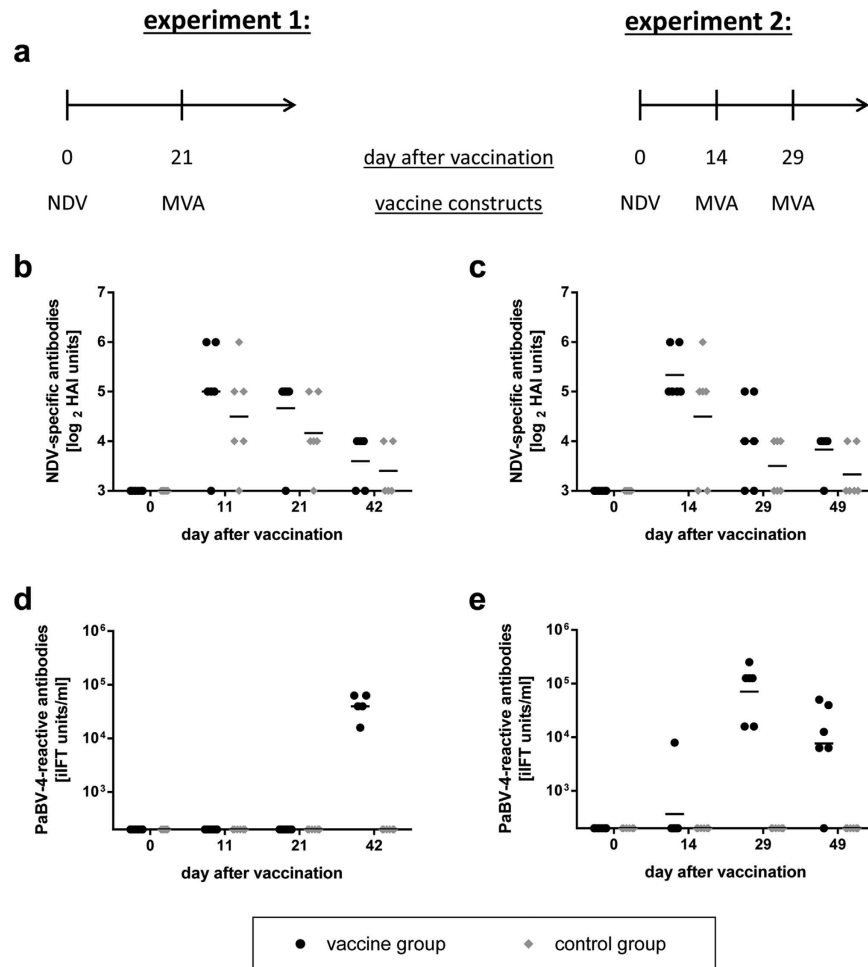 experiment 1:
experiment 2:
a
0 21 day after vaccination 0 14 29
NDV MVA vaccine constructs NDV MVA MVA
b
NDV-specific antibodies
[log 2 HAI units]
7
6
5
4
3
0 11 21 42
day after vaccination
c
NDV-specific antibodies
[log 2 HAI units]
7
6
5
4
3
0 14 29 49
day after vaccination
d
PaBV-4-reactive antibodies
[iIFT units/ml]
10⁶
10⁵
10⁴
10³
0 11 21 42
day after vaccination
e
PaBV-4-reactive antibodies
[iIFT units/ml]
10⁶
10⁵
10⁴
10³
0 14 29 49
day after vaccination
vaccine group control group